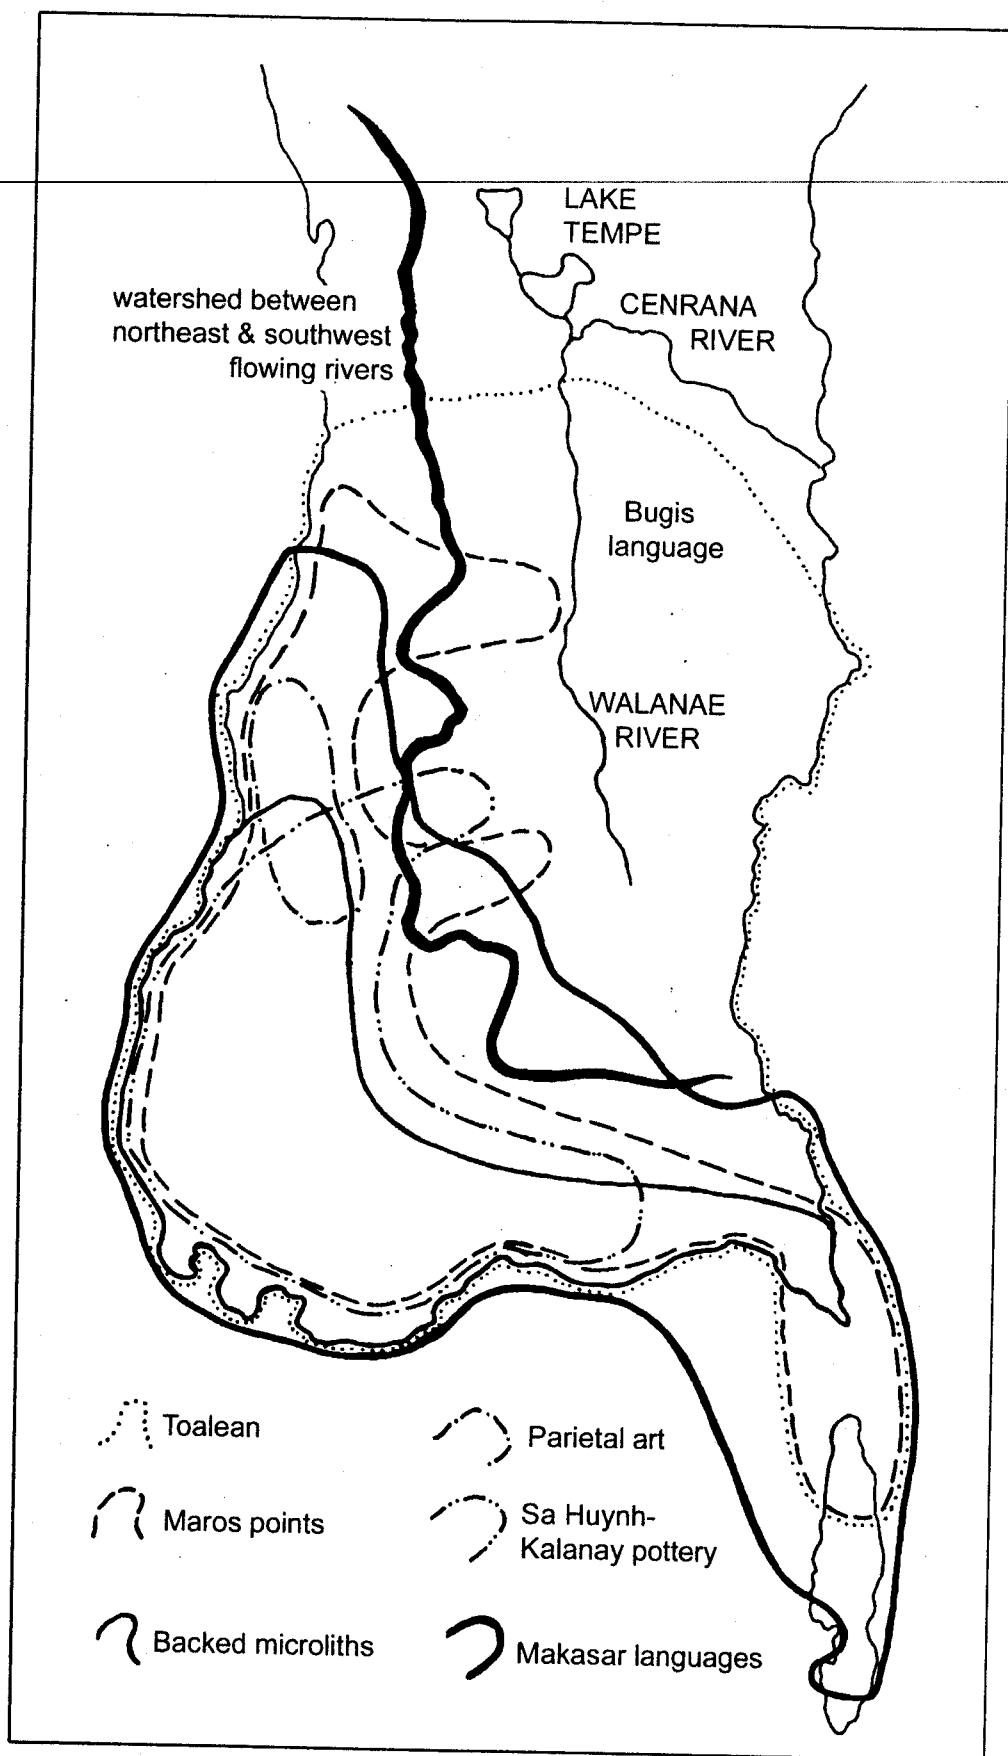 LAKE
TEMPE
CENRANA
RIVER
watershed between
northeast & southwest
flowing rivers
Bugis
language
WALANAE
RIVER
Toalean
Parietal art
Maros points
Sa Huynh-
Kalanay pottery
Backed microliths
Makasar languages